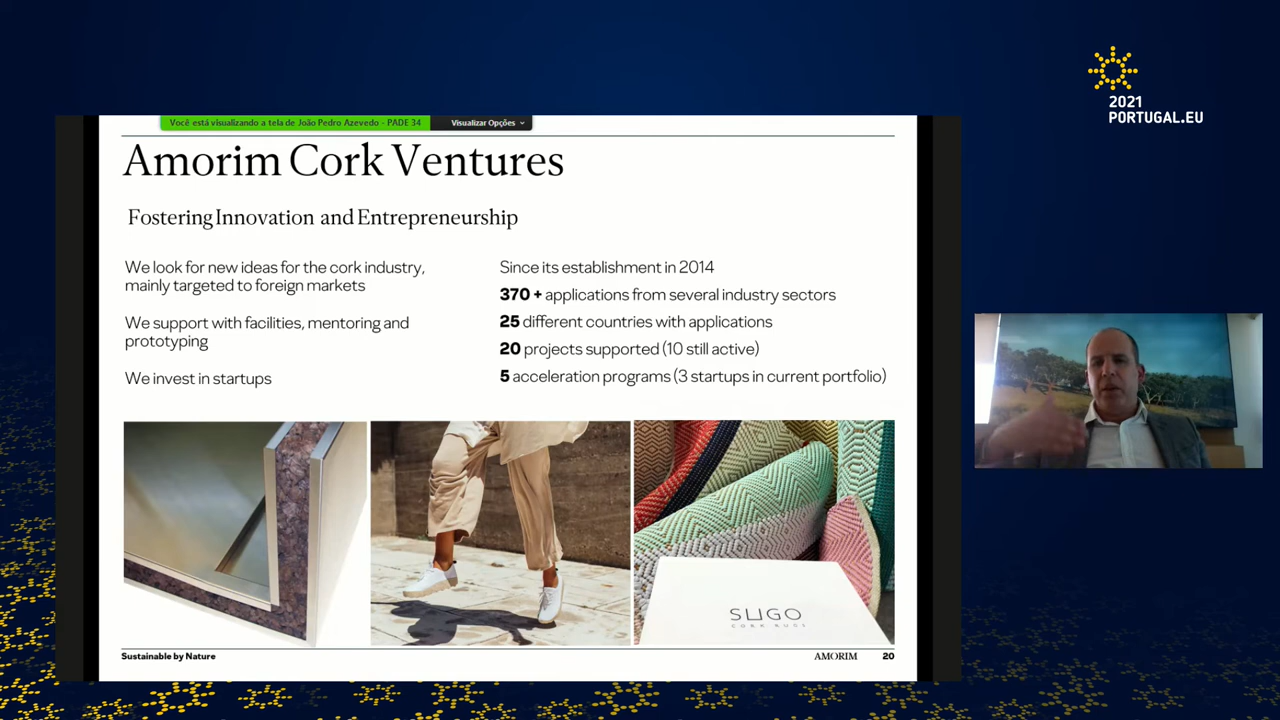 2021
PORTUGAL.EU
Você está visualizando a tela de João Pedro Azevedo - PADE 34
Visualizar Opções
Amorim Cork Ventures
Fostering Innovation and Entrepreneurship
We look for new ideas for the cork industry,
mainly targeted to foreign markets
We support with facilities, mentoring and
prototyping
We invest in startups
Since its establishment in 2014
370 + applications from several industry sectors
25 different countries with applications
20 projects supported (10 still active)
5 acceleration programs (3 startups in current portfolio)
SUGO
CORK RUGS
Sustainable by Nature
AMORIM
20